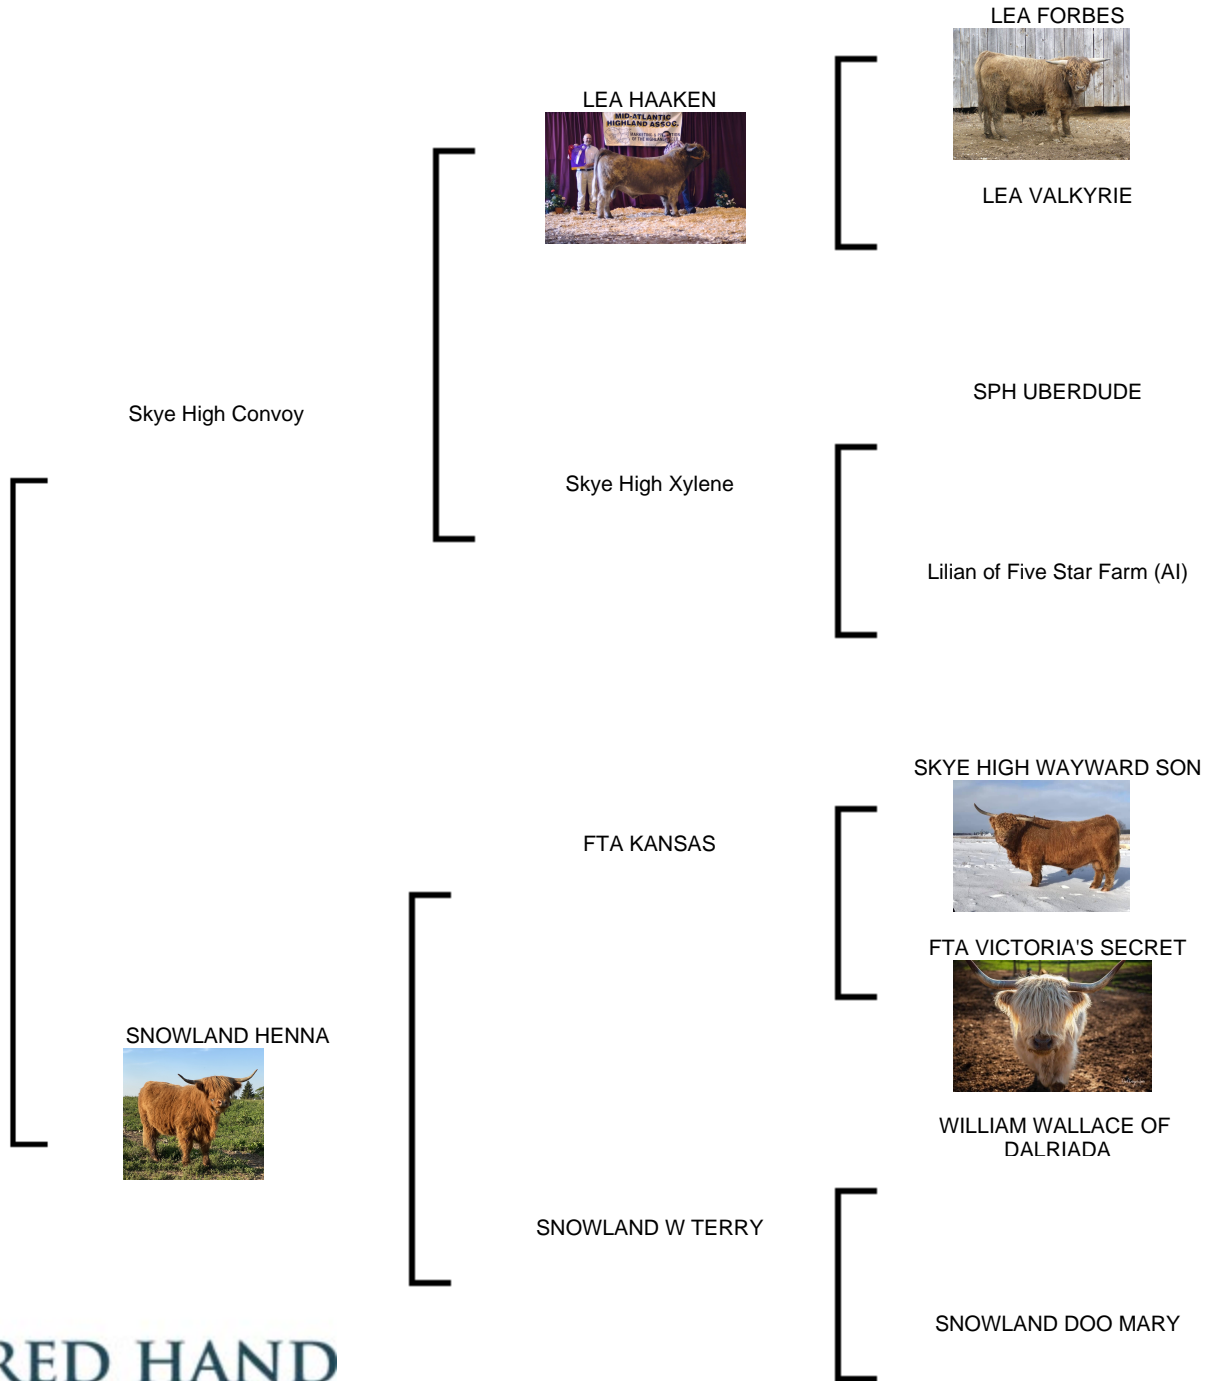 LEA FORBES
LEA HAAKEN
MID-ATLANTIC
HIGHLAND ASSOC.
LEA VALKYRIE
SPH UBERDUDE
Skye High Convoy
Skye High Xylene
Lilian of Five Star Farm (AI)
SKYE HIGH WAYWARD SON
FTA KANSAS
FTA VICTORIA'S SECRET
SNOWLAND HENNA
WILLIAM WALLACE OF
DALRIADA
SNOWLAND W TERRY
SNOWLAND DOO MARY
RED HAND